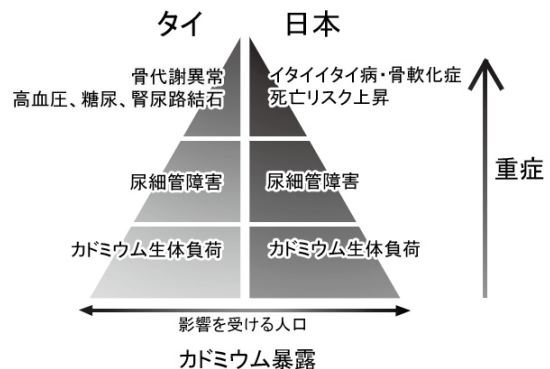 タイ
日本
骨代謝異常
高血圧、糖尿、腎尿路結石
イタイイタイ病・骨軟化症
死亡リスク上昇
尿細管障害
尿細管障害
カドミウム生体負荷
カドミウム生体負荷
重症
影響を受ける人口
カドミウム暴露